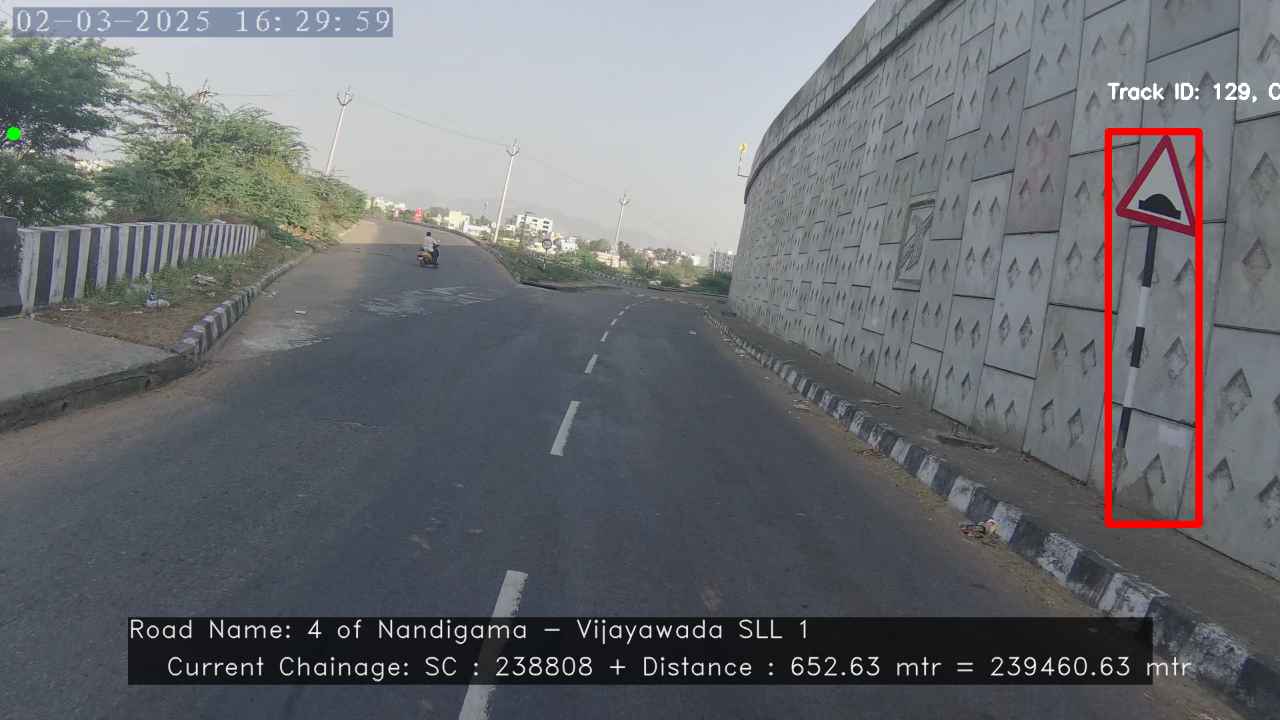 02-03-2025 16:29:59
Track ID: 129, C
Road Name: 4 of Nandigama - Vijayawada SLL 1
Current Chainage: SC : 238808 + Distance : 652.63 mtr = 239460.63 mtr